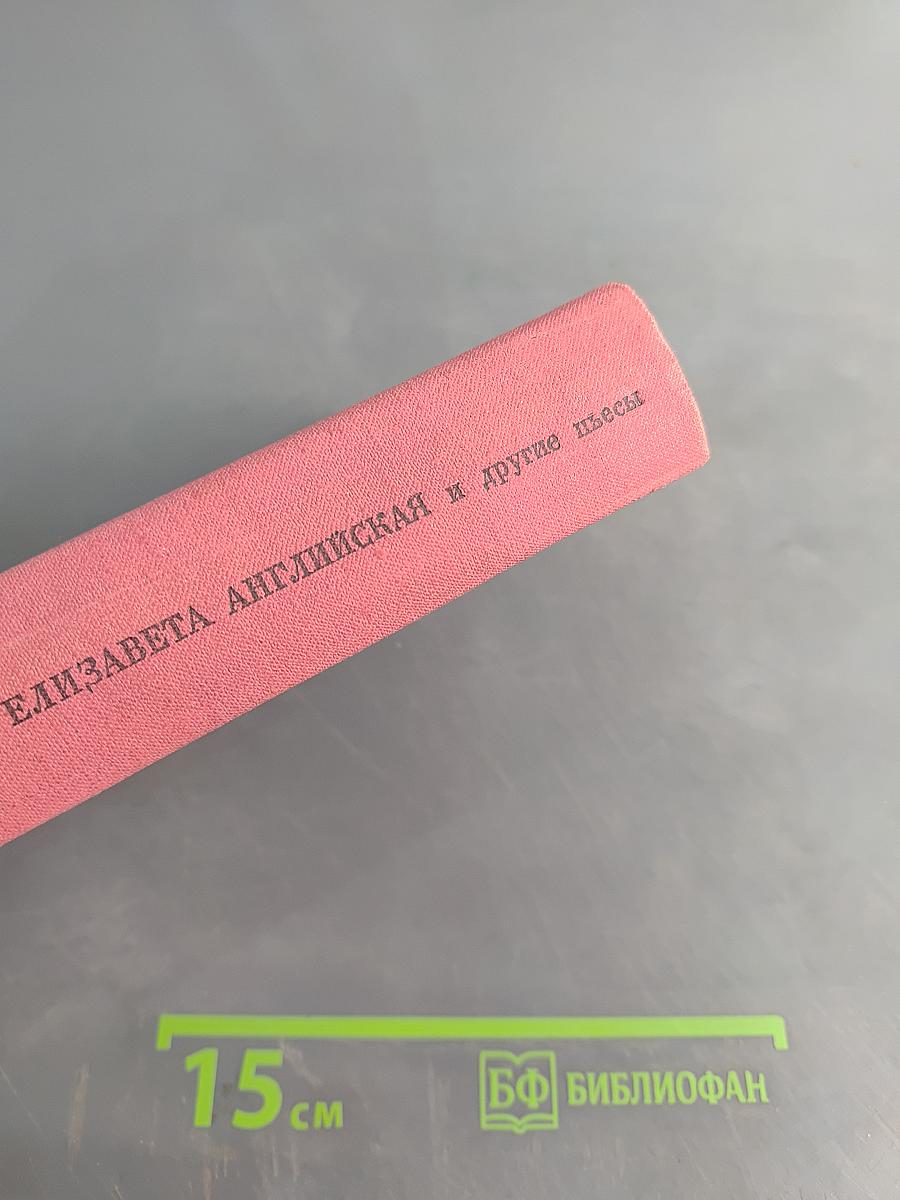 ЕЛИЗАВЕТА АНГЛИЙСКАЯ и другие пьесы
15 см
БФ БИБЛИОФАН